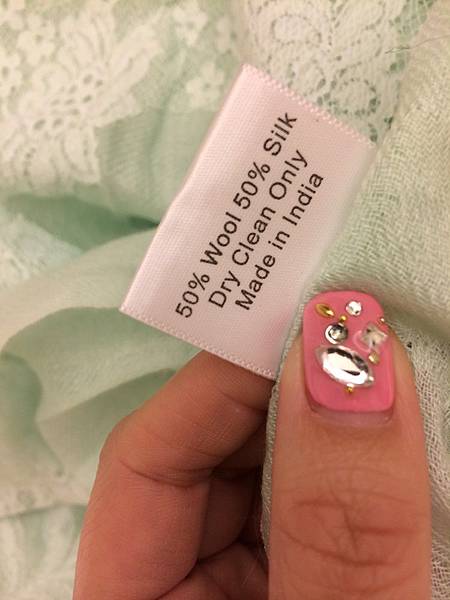 50% Wool 50% Silk
Dry Clean Only
Made in India